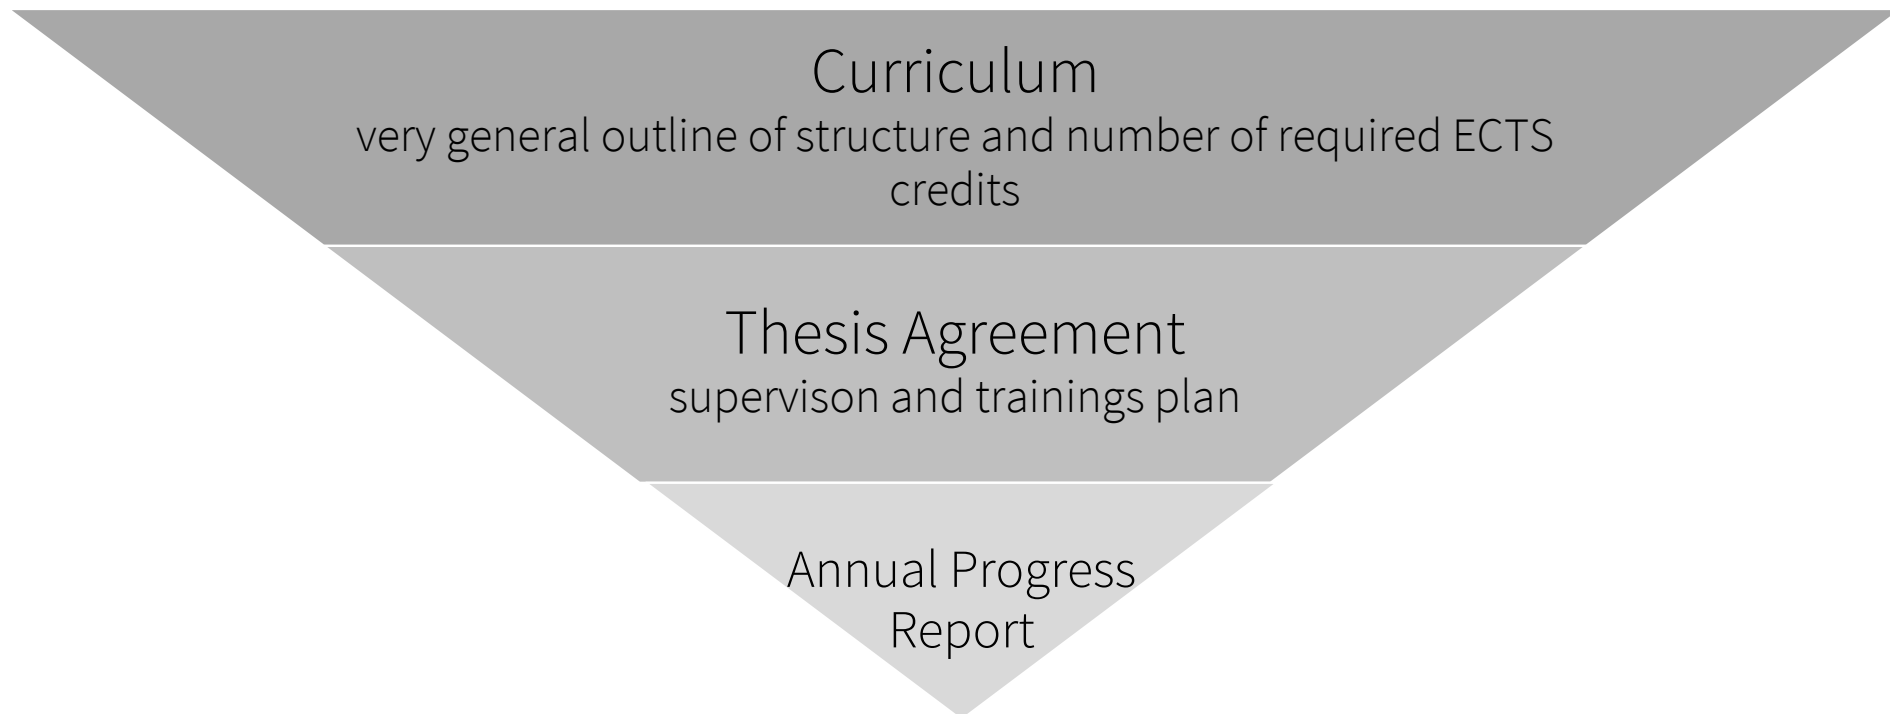 Curriculum
very general outline of structure and number of required ECTS
credits
Thesis Agreement
supervison and trainings plan
Annual Progress
Report